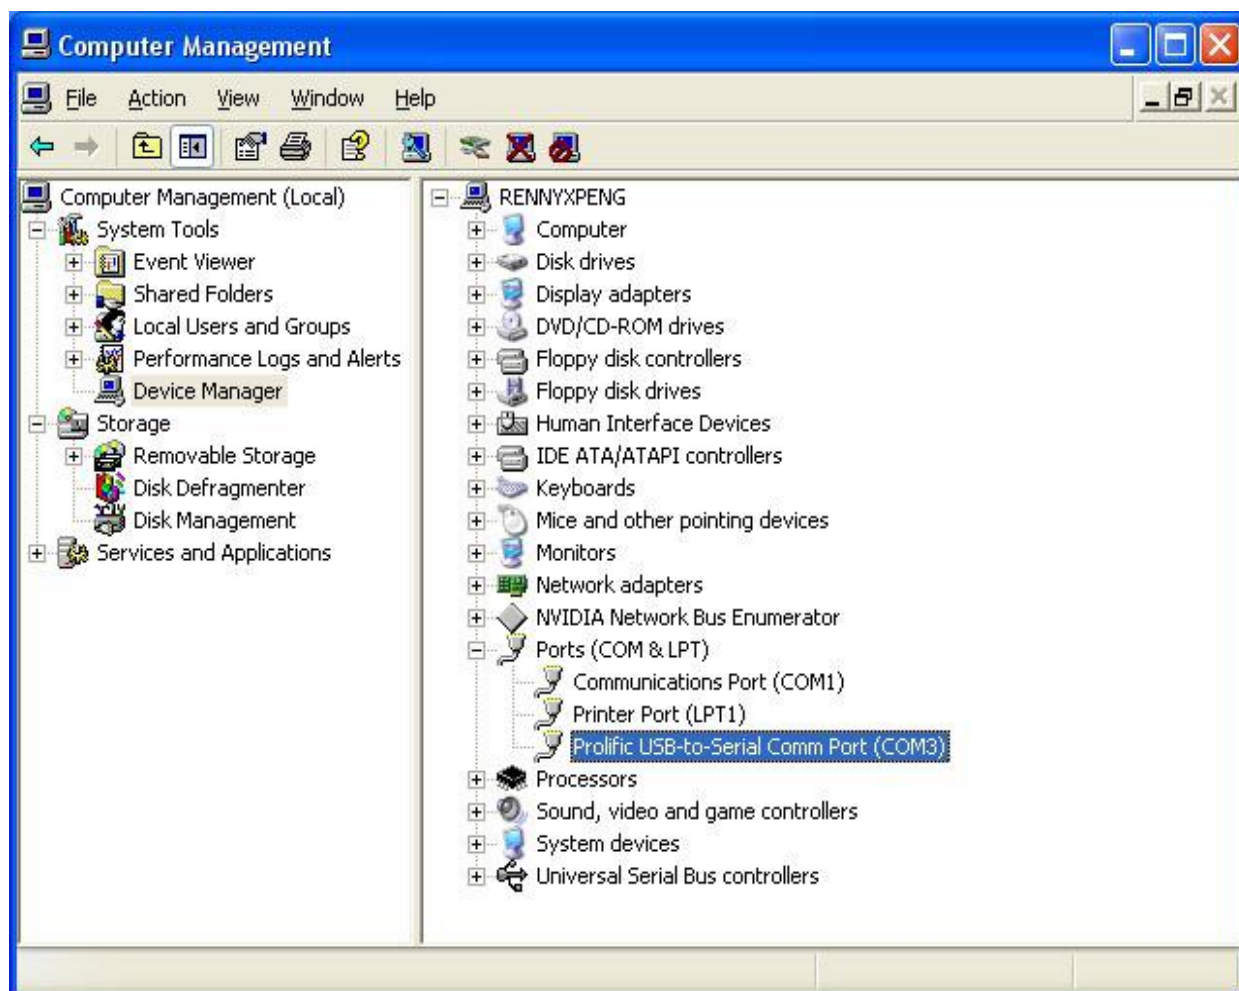 Computer Management
File Action View Window Help
Computer Management (Local)
System Tools
Event Viewer
Shared Folders
Local Users and Groups
Performance Logs and Alerts
Device Manager
Storage
Removable Storage
Disk Defragmenter
Disk Management
Services and Applications
RENNYXPENG
Computer
Disk drives
Display adapters
DVD/CD-ROM drives
Floppy disk controllers
Floppy disk drives
Human Interface Devices
IDE ATA/ATAPI controllers
Keyboards
Mice and other pointing devices
Monitors
Network adapters
NVIDIA Network Bus Enumerator
Ports (COM & LPT)
Communications Port (COM1)
Printer Port (LPT1)
Prolific USB-to-Serial Comm Port (COM3)
Processors
Sound, video and game controllers
System devices
Universal Serial Bus controllers